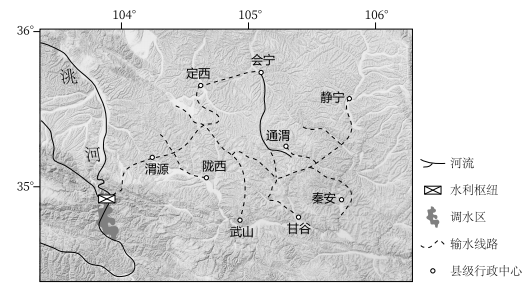 104° 105° 106°
36°
会宁
定西
洮
静宁
通渭
河
渭源
陇西
35°
秦安
武山
甘谷
河流
水利枢纽
调水区
输水线路
县级行政中心